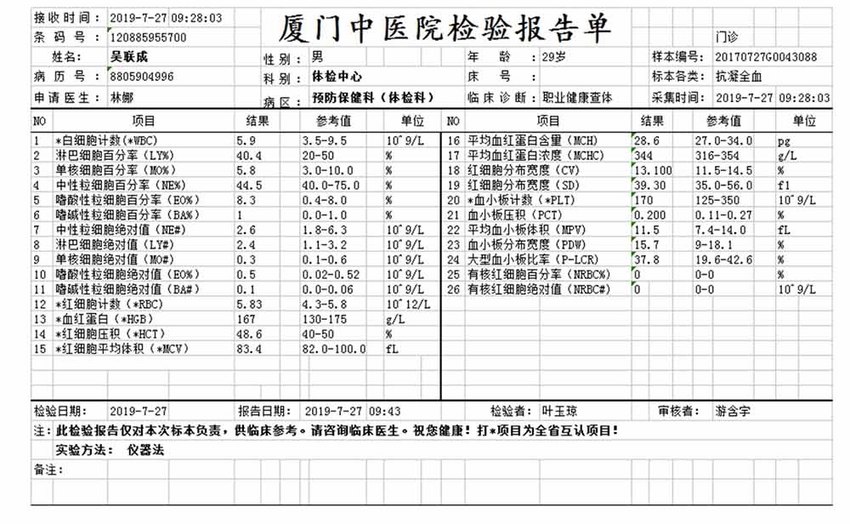 厦门中医院检验报告单
接收时间： 2019-7-27 09:28:03
条码号： 120885955700 门诊
姓名： 吴联成 性别： 男 年龄：29岁 样本编号： 20170727G0043088
病历号： 8805904996 科别： 体检中心 床号： 标本各类： 抗凝全血
申请医生： 林娜 病区： 预防保健科（体检科） 临床诊断：职业健康查体 采集时间： 2019-7-27 09:28:03
NO 项目 结果 参考值 单位 NO 项目 结果 参考值 单位
1 *白细胞计数(*WBC) 5.9 3.5-9.5 10^9/L 16 平均血红蛋白含量（MCH） 28.6 27.0-34.0 pg
2 淋巴细胞百分率（LY%） 40.4 20-50 % 17 平均血红蛋白浓度（MCHC） 344 316-354 g/L
3 单核细胞百分率（MO%） 5.8 3.0-10.0 % 18 红细胞分布宽度（CV） 13.100 11.5-14.5 %
4 中性粒细胞百分率（NE%） 44.5 40.0-75.0 % 19 红细胞分布宽度（SD） 39.30 35.0-56.0 fl
5 嗜酸性粒细胞百分率（EO%） 8.3 0.4-8.0 % 20 *血小板计数（*PLT） 170 125-350 10^9/L
6 嗜碱性粒细胞百分率（BA%） 1 0.0-1.0 % 21 血小板压积（PCT） 0.200 0.11-0.27 %
7 中性粒细胞绝对值（NE#） 2.6 1.8-6.3 10^9/L 22 平均血小板体积（MPV） 11.5 7.4-14.0 fL
8 淋巴细胞绝对值（LY#） 2.4 1.1-3.2 10^9/L 23 血小板分布宽度（PDW） 15.7 9-18.1 %
9 单核细胞绝对值（MO#） 0.3 0.1-0.6 10^9/L 24 大型血小板比率（P-LCR） 37.8 19.6-42.6 %
10 嗜酸性粒细胞绝对值（EO%） 0.5 0.02-0.52 10^9/L 25 有核红细胞百分率（NRBC%） 0 0-0 %
11 嗜碱性粒细胞绝对值（BA#） 0.1 0.0-0.06 10^9/L 26 有核红细胞绝对值（NRBC#） 0 0-0 10^9/L
12 *红细胞计数（*RBC） 5.83 4.3-5.8 10^12/L
13 *血红蛋白（*HGB） 167 130-175 g/L
14 *红细胞压积（*HCT） 48.6 40-50 %
15 *红细胞平均体积（*MCV） 83.4 82.0-100.0 fL
检验日期： 2019-7-27 报告日期： 2019-7-27 09:43 检验者： 叶玉琼 审核者： 游含宇
注：此检验报告仅对本次标本负责，供临床参考。请咨询临床医生。祝您健康！打*项目为全省互认项目！
实验方法： 仪器法
备注：